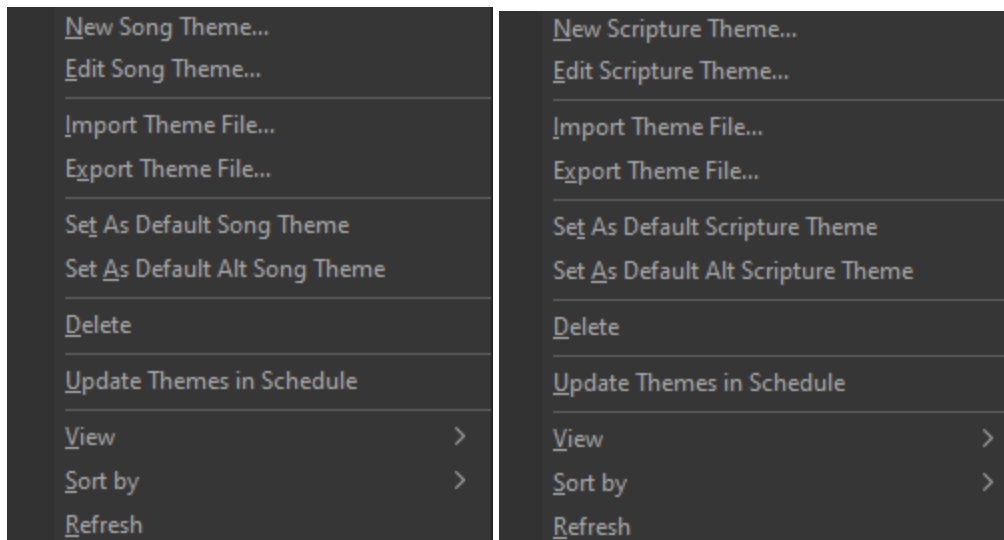 New Song Theme...
Edit Song Theme...
Import Theme File...
Export Theme File...
Set As Default Song Theme
Set As Default Alt Song Theme
Delete
Update Themes in Schedule
View
Sort by
Refresh
New Scripture Theme...
Edit Scripture Theme...
Import Theme File...
Export Theme File...
Set As Default Scripture Theme
Set As Default Alt Scripture Theme
Delete
Update Themes in Schedule
View
Sort by
Refresh